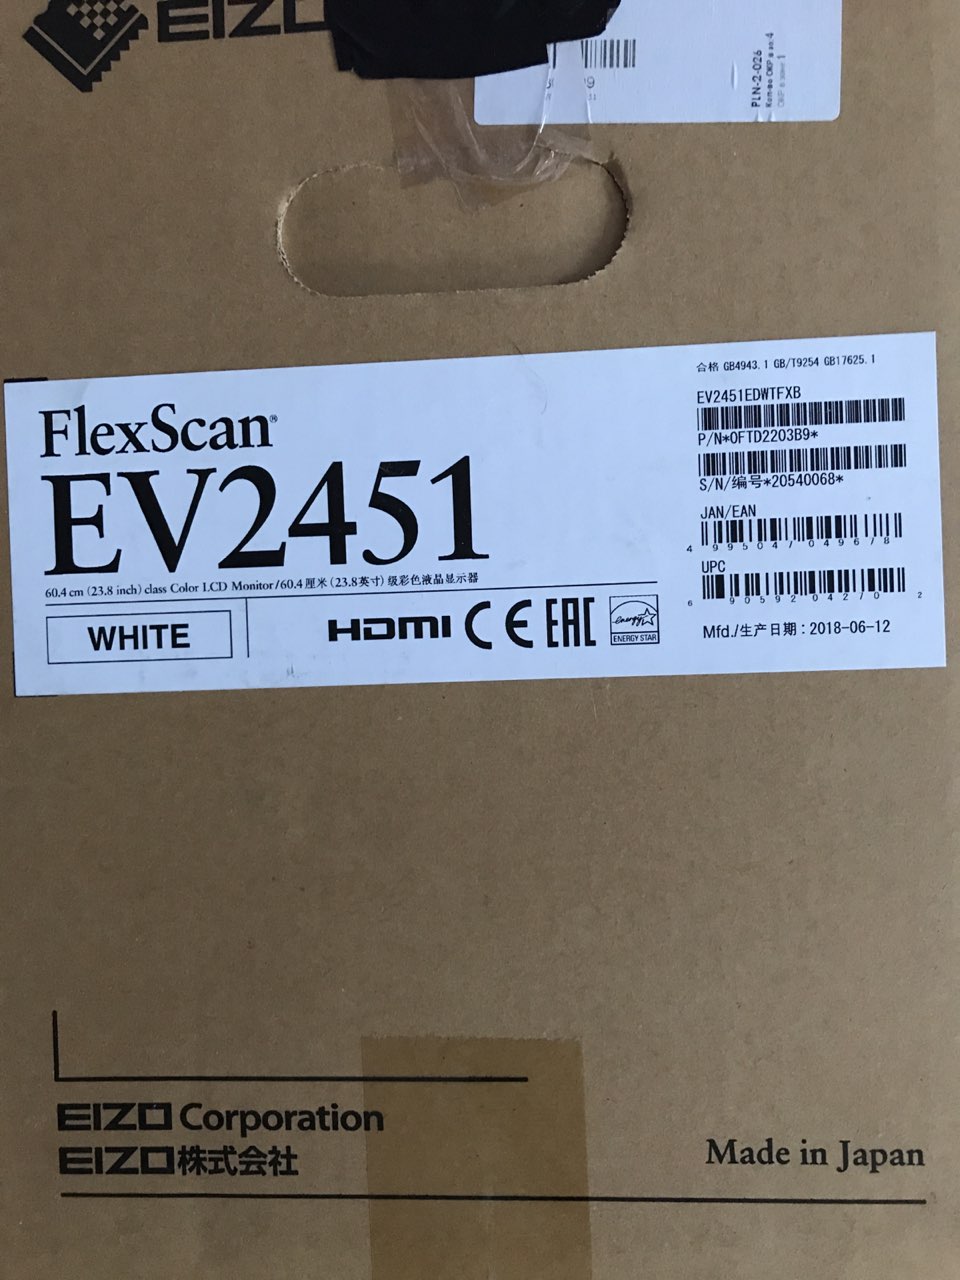 EIZO
PLN-2-026
FlexScan®
EV2451
60.4 cm (23.8 inch) class Color LCD Monitor/60.4 厘米 (23.8英寸) 级彩色液晶显示器
WHITE
HDMI CE EAC
energy
ENERGY STAR
合格 GB4943.1 GB/T9254 GB17625.1
EV2451EDWTFXB
P/N*0FTD2203B9*
S/N/编号*20540068*
JAN/EAN
4 995047 049678
UPC
6 90592 04270 2
Mfd./生产日期：2018-06-12
EIZO Corporation
EIZO株式会社
Made in Japan